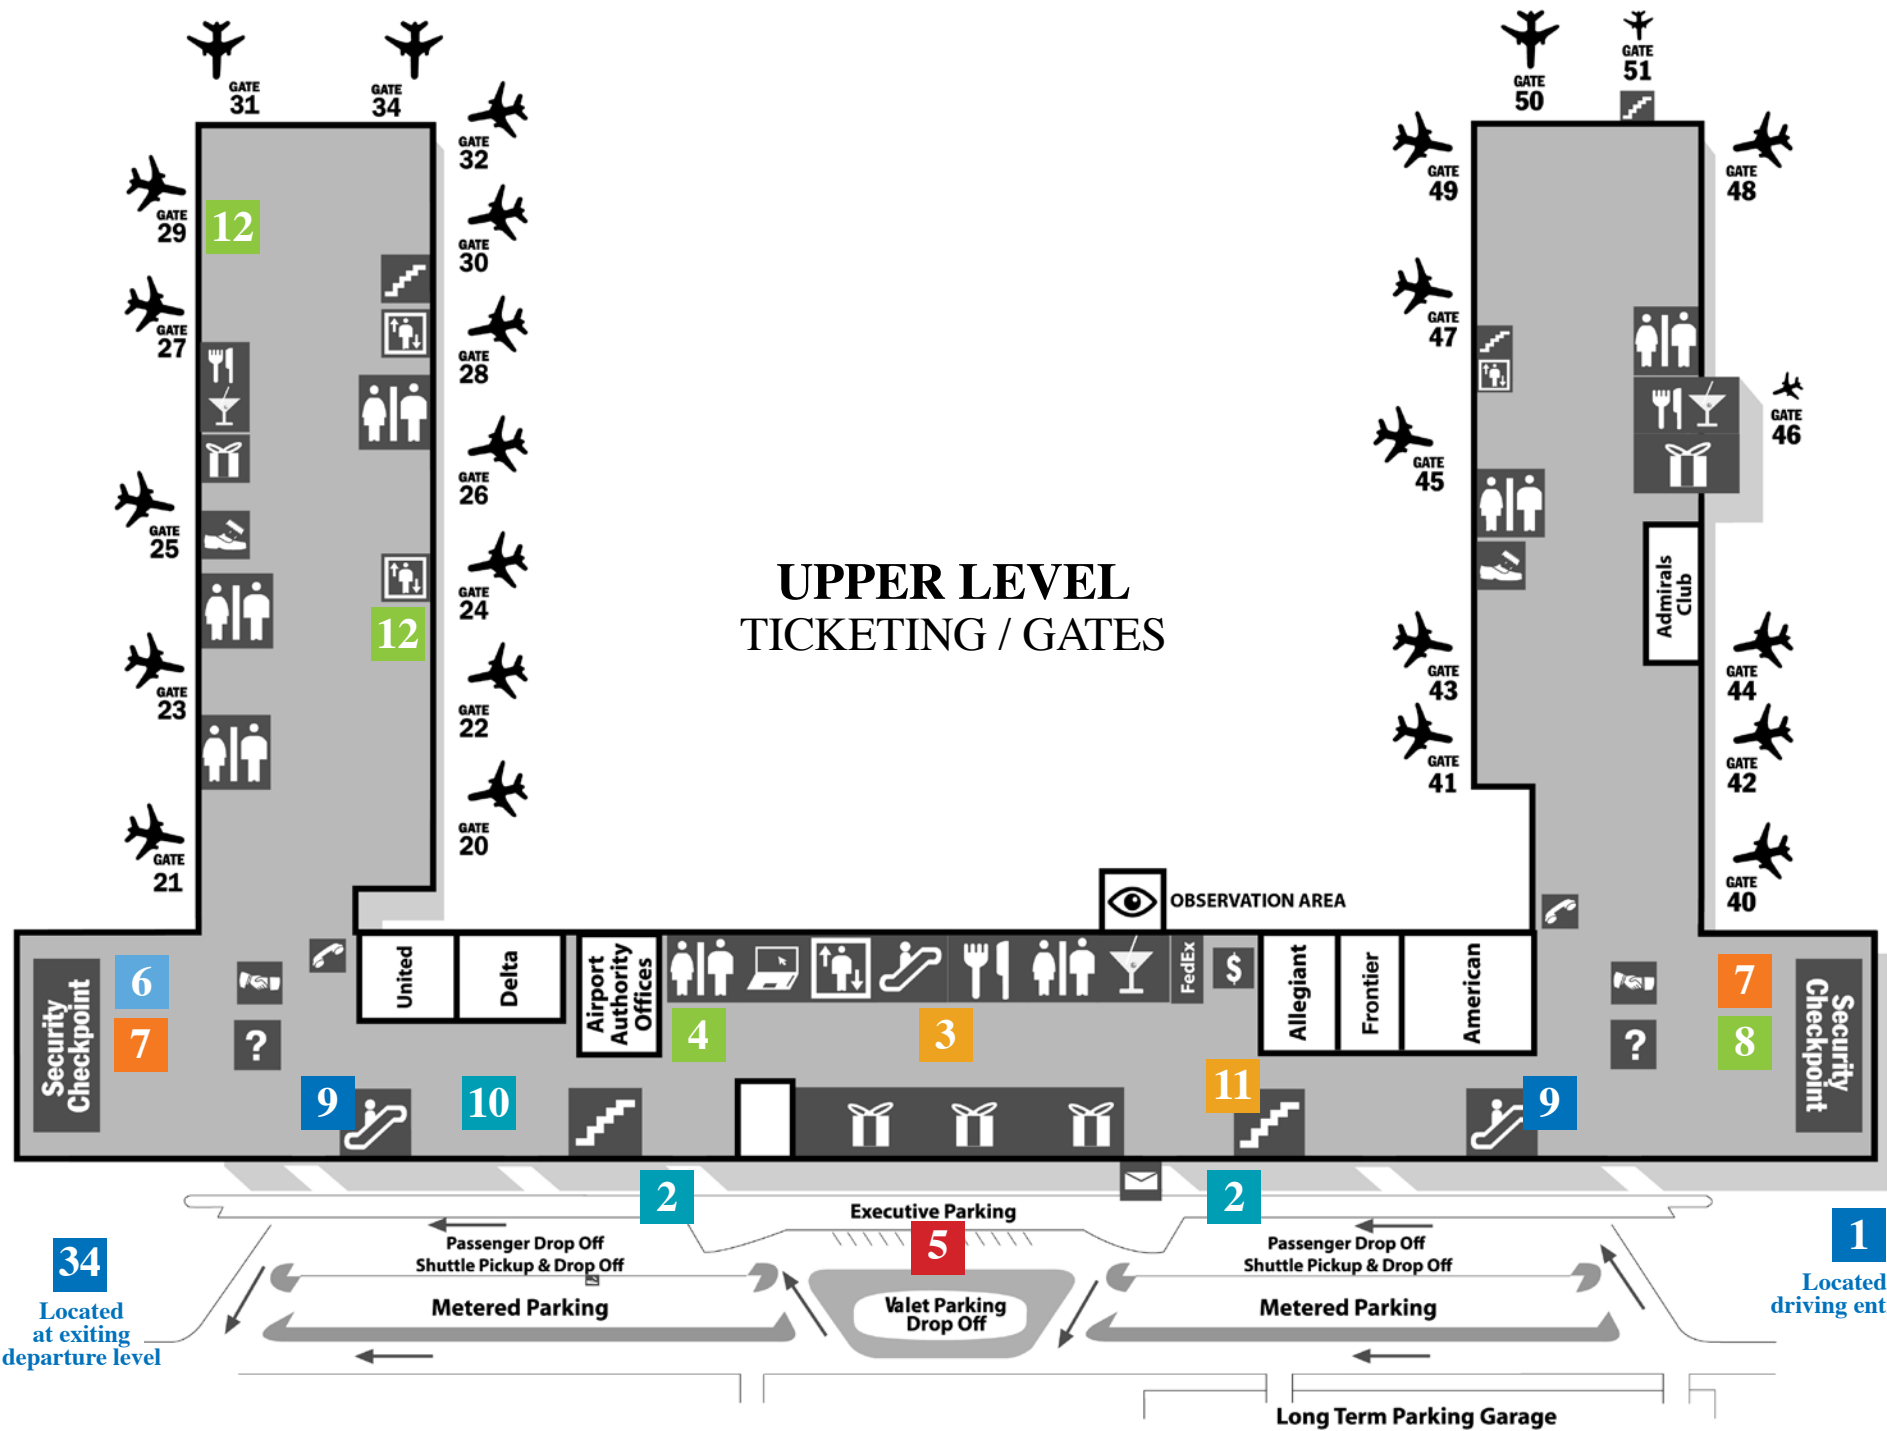 GATE
31
GATE
34
GATE
32
GATE
29
12
GATE
30
GATE
27
GATE
28
GATE
26
GATE
25
GATE
24
12
GATE
23
GATE
22
GATE
20
GATE
21
GATE
50
GATE
51
GATE
49
GATE
48
GATE
47
GATE
46
GATE
45
Admirals
Club
GATE
43
GATE
44
GATE
41
GATE
42
GATE
40
UPPER LEVEL
TICKETING / GATES
OBSERVATION AREA
Security
Checkpoint
6
7
?
United
Delta
Airport
Authority
Offices
4
3
FedEx
$
Allegiant
Frontier
American
?
7
8
Security
Checkpoint
9
10
11
9
2
2
Executive Parking
5
Passenger Drop Off
Shuttle Pickup & Drop Off
Metered Parking
Valet Parking
Drop Off
Passenger Drop Off
Shuttle Pickup & Drop Off
Metered Parking
34
Located
at exiting
departure level
1
Located
driving ent
Long Term Parking Garage